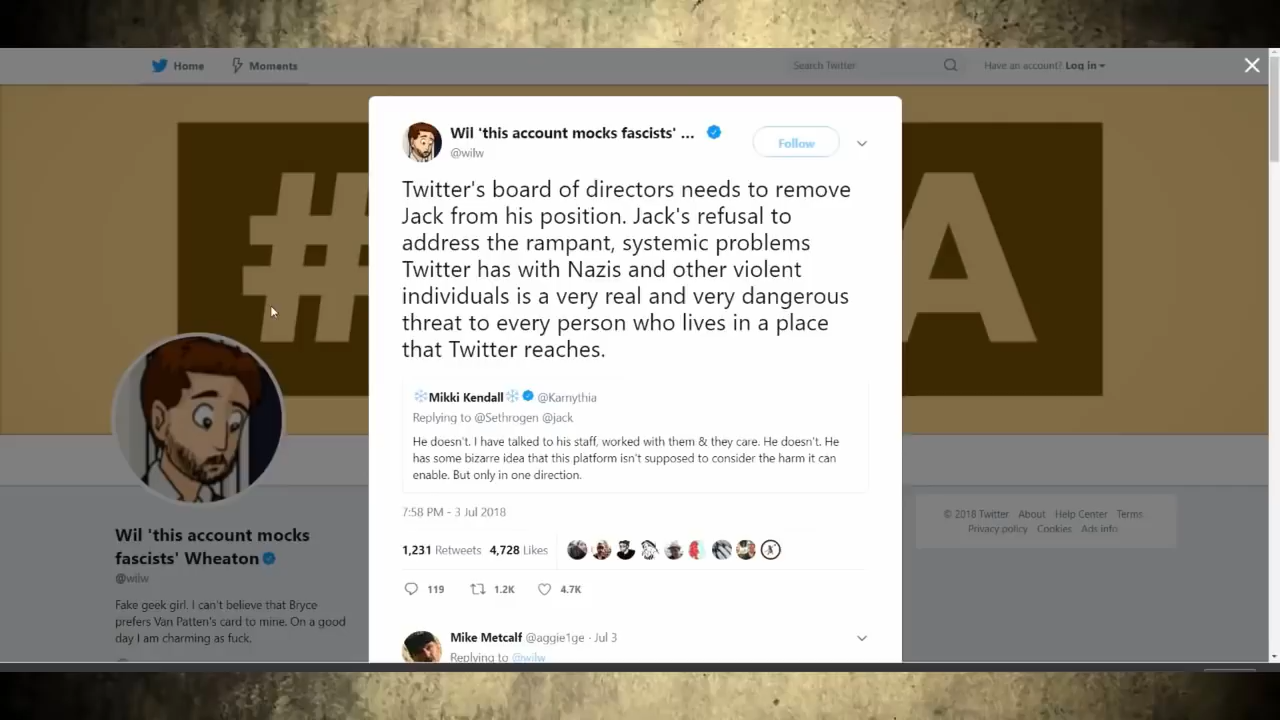 Home
Moments
Search Twitter
Have an account? Log in
# A
Wil 'this account mocks fascists' ...
@wilw
Follow
Twitter's board of directors needs to remove
Jack from his position. Jack's refusal to
address the rampant, systemic problems
Twitter has with Nazis and other violent
individuals is a very real and very dangerous
threat to every person who lives in a place
that Twitter reaches.
Mikki Kendall @Karnythia
Replying to @Sethrogen @jack
He doesn't. I have talked to his staff, worked with them & they care. He doesn't. He
has some bizarre idea that this platform isn't supposed to consider the harm it can
enable. But only in one direction.
7:58 PM - 3 Jul 2018
1,231 Retweets 4,728 Likes
119 1.2K 4.7K
Mike Metcalf @aggie1ge · Jul 3
Replying to @wilw
Wil 'this account mocks
fascists' Wheaton
@wilw
Fake geek girl. I can't believe that Bryce
prefers Van Patten's card to mine. On a good
day I am charming as fuck.
© 2018 Twitter About Help Center Terms
Privacy policy Cookies Ads info